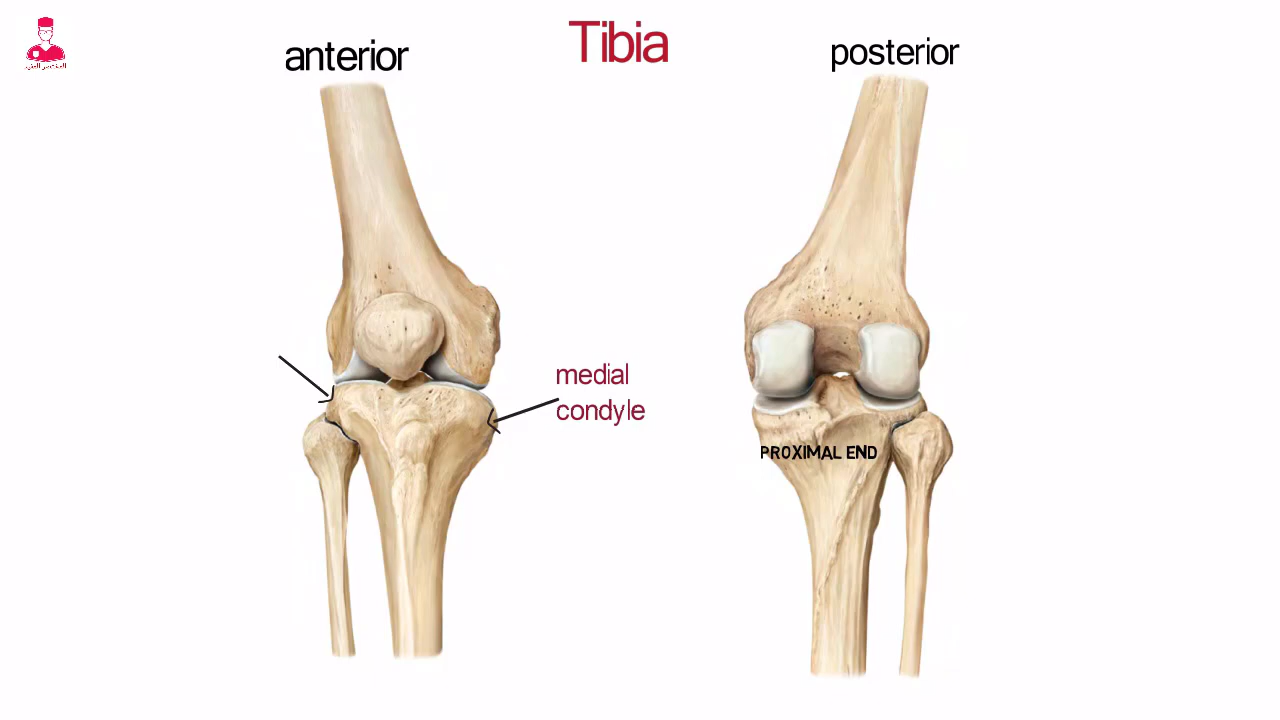 Tibia
anterior
posterior
medial
condyle
PROXIMAL END